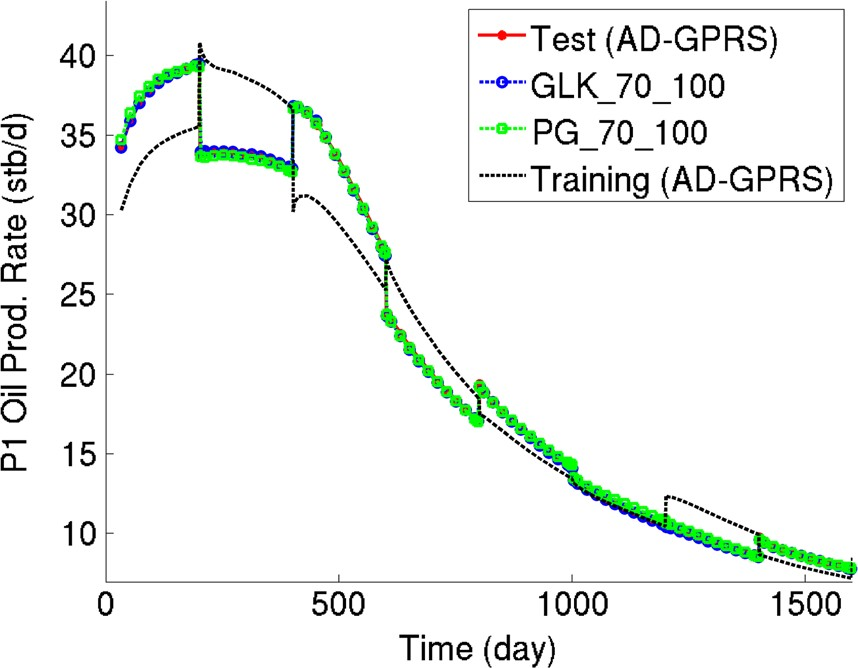 Test (AD-GPRS)
GLK_70_100
PG_70_100
Training (AD-GPRS)
P1 Oil Prod. Rate (stb/d)
40
35
30
25
20
15
10
0
500
1000
1500
Time (day)